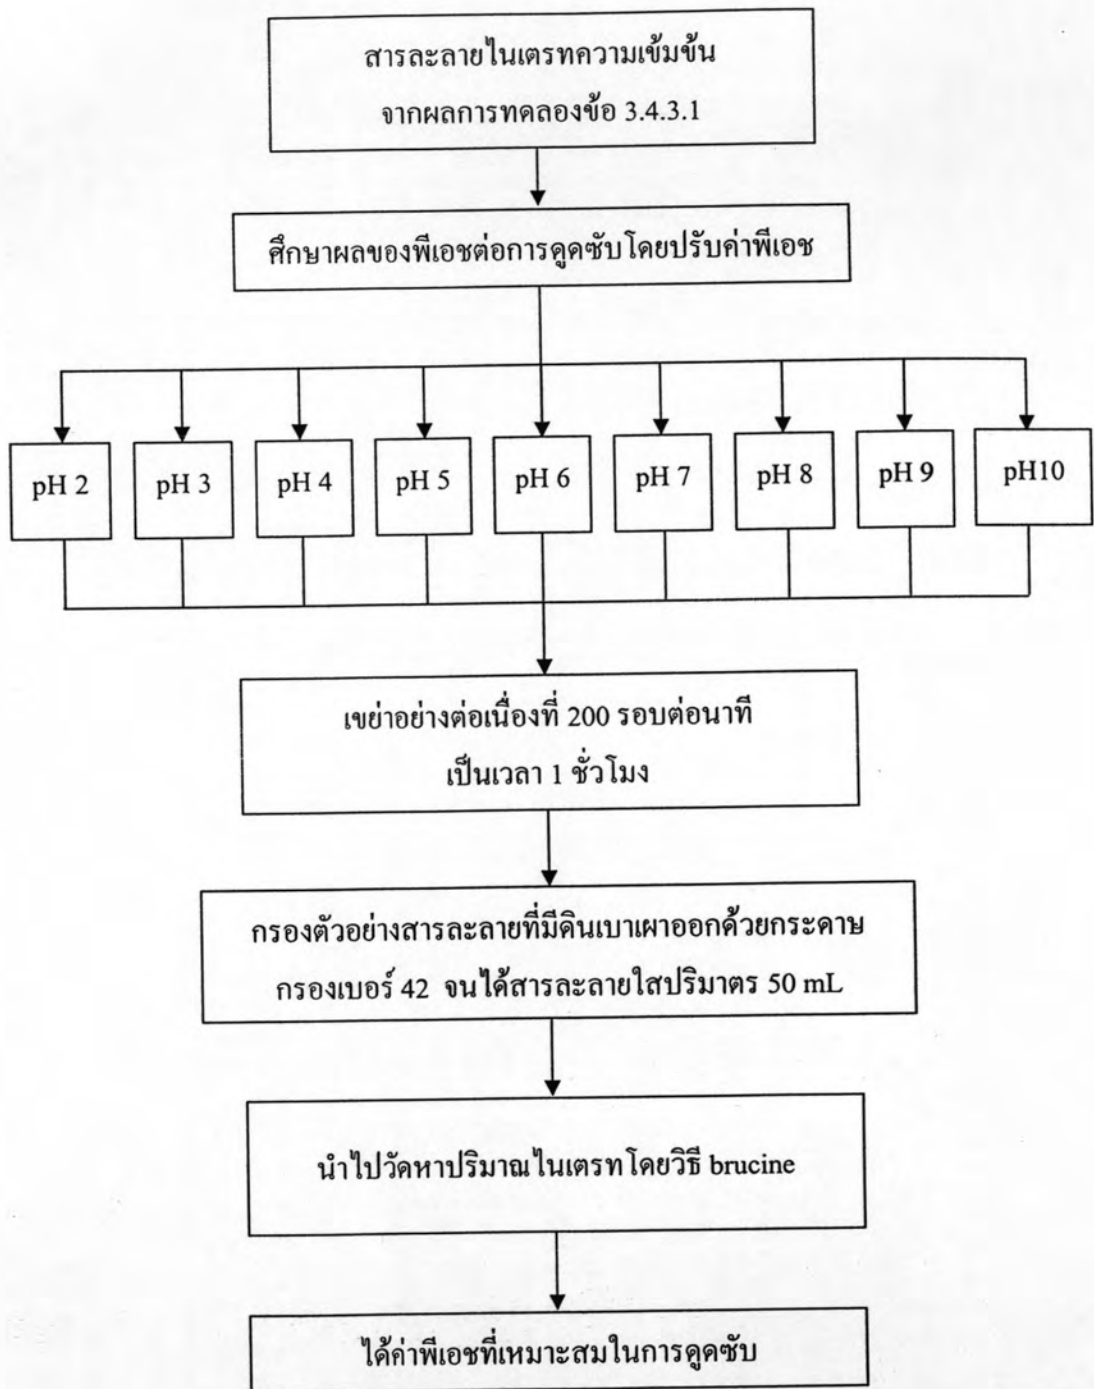 สารละลายไนเตรทความเข้มข้น
จากผลการทดลองข้อ 3.4.3.1
ศึกษาผลของพีเอชต่อการดูดซับโดยปรับค่าพีเอช
pH 2
pH 3
pH 4
pH 5
pH 6
pH 7
pH 8
pH 9
pH10
เขย่าอย่างต่อเนื่องที่ 200 รอบต่อนาที
เป็นเวลา 1 ชั่วโมง
กรองตัวอย่างสารละลายที่มีดินเบาเผาออกด้วยกระดาษ
กรองเบอร์ 42 จนได้สารละลายใสปริมาตร 50 mL
นำไปวัดหาปริมาณไนเตรทโดยวิธี brucine
ได้ค่าพีเอชที่เหมาะสมในการดูดซับ